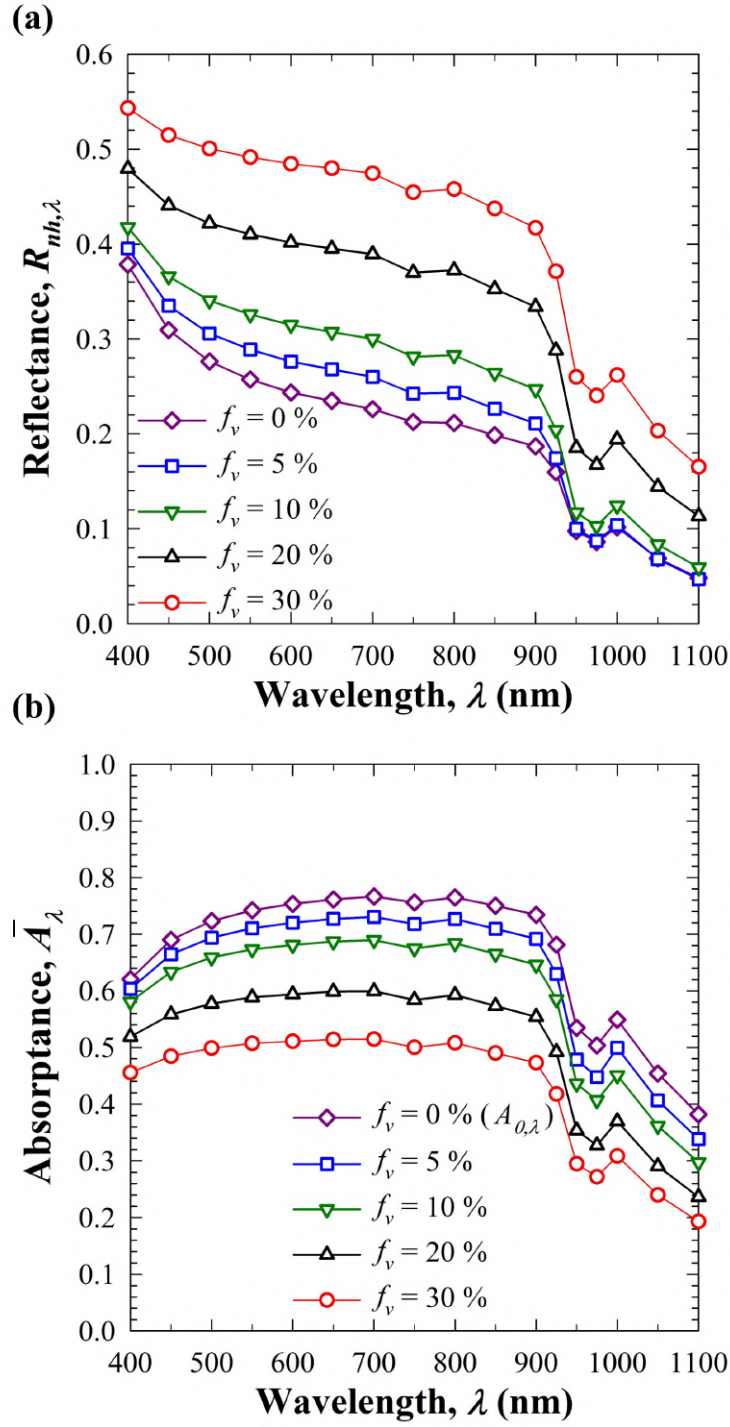 (a)
0.6
0.5
0.4
0.3
0.2
0.1
0.0
Reflectance, R_nh,λ
f_v = 0 %
f_v = 5 %
f_v = 10 %
f_v = 20 %
f_v = 30 %
400 500 600 700 800 900 1000 1100
Wavelength, λ (nm)
(b)
1.0
0.9
0.8
0.7
0.6
0.5
0.4
0.3
0.2
0.1
0.0
Absorptance, A̅_λ
f_v = 0 % (A_0,λ)
f_v = 5 %
f_v = 10 %
f_v = 20 %
f_v = 30 %
400 500 600 700 800 900 1000 1100
Wavelength, λ (nm)